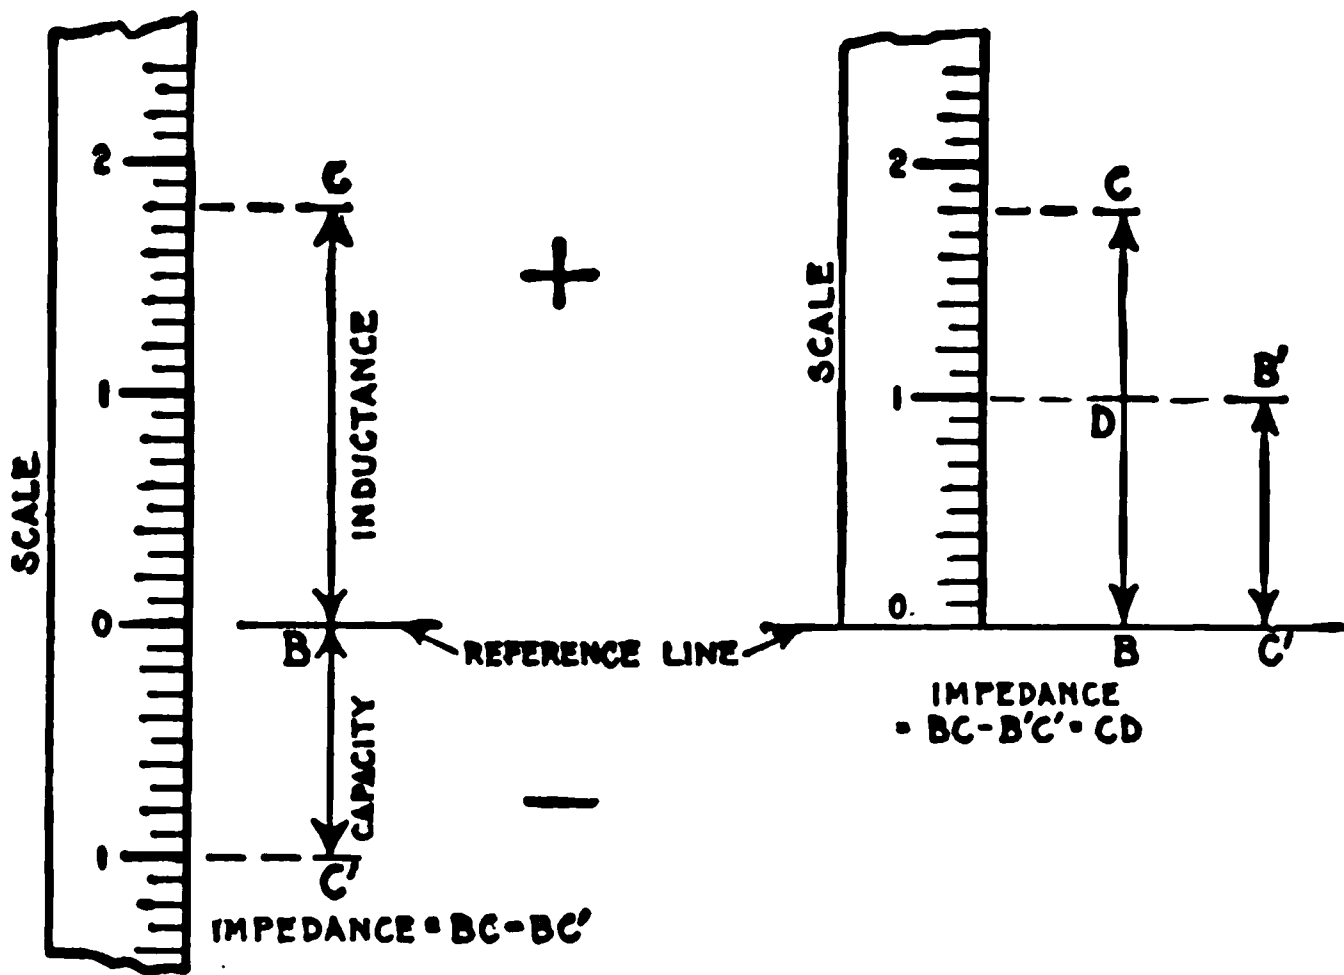 SCALE
2
1
0
1
C
INDUCTANCE
B
CAPACITY
C'
IMPEDANCE = BC-BC'
+
−
REFERENCE LINE
SCALE
2
1
0
C
B'
D
B
C'
IMPEDANCE
= BC-B'C' = CD